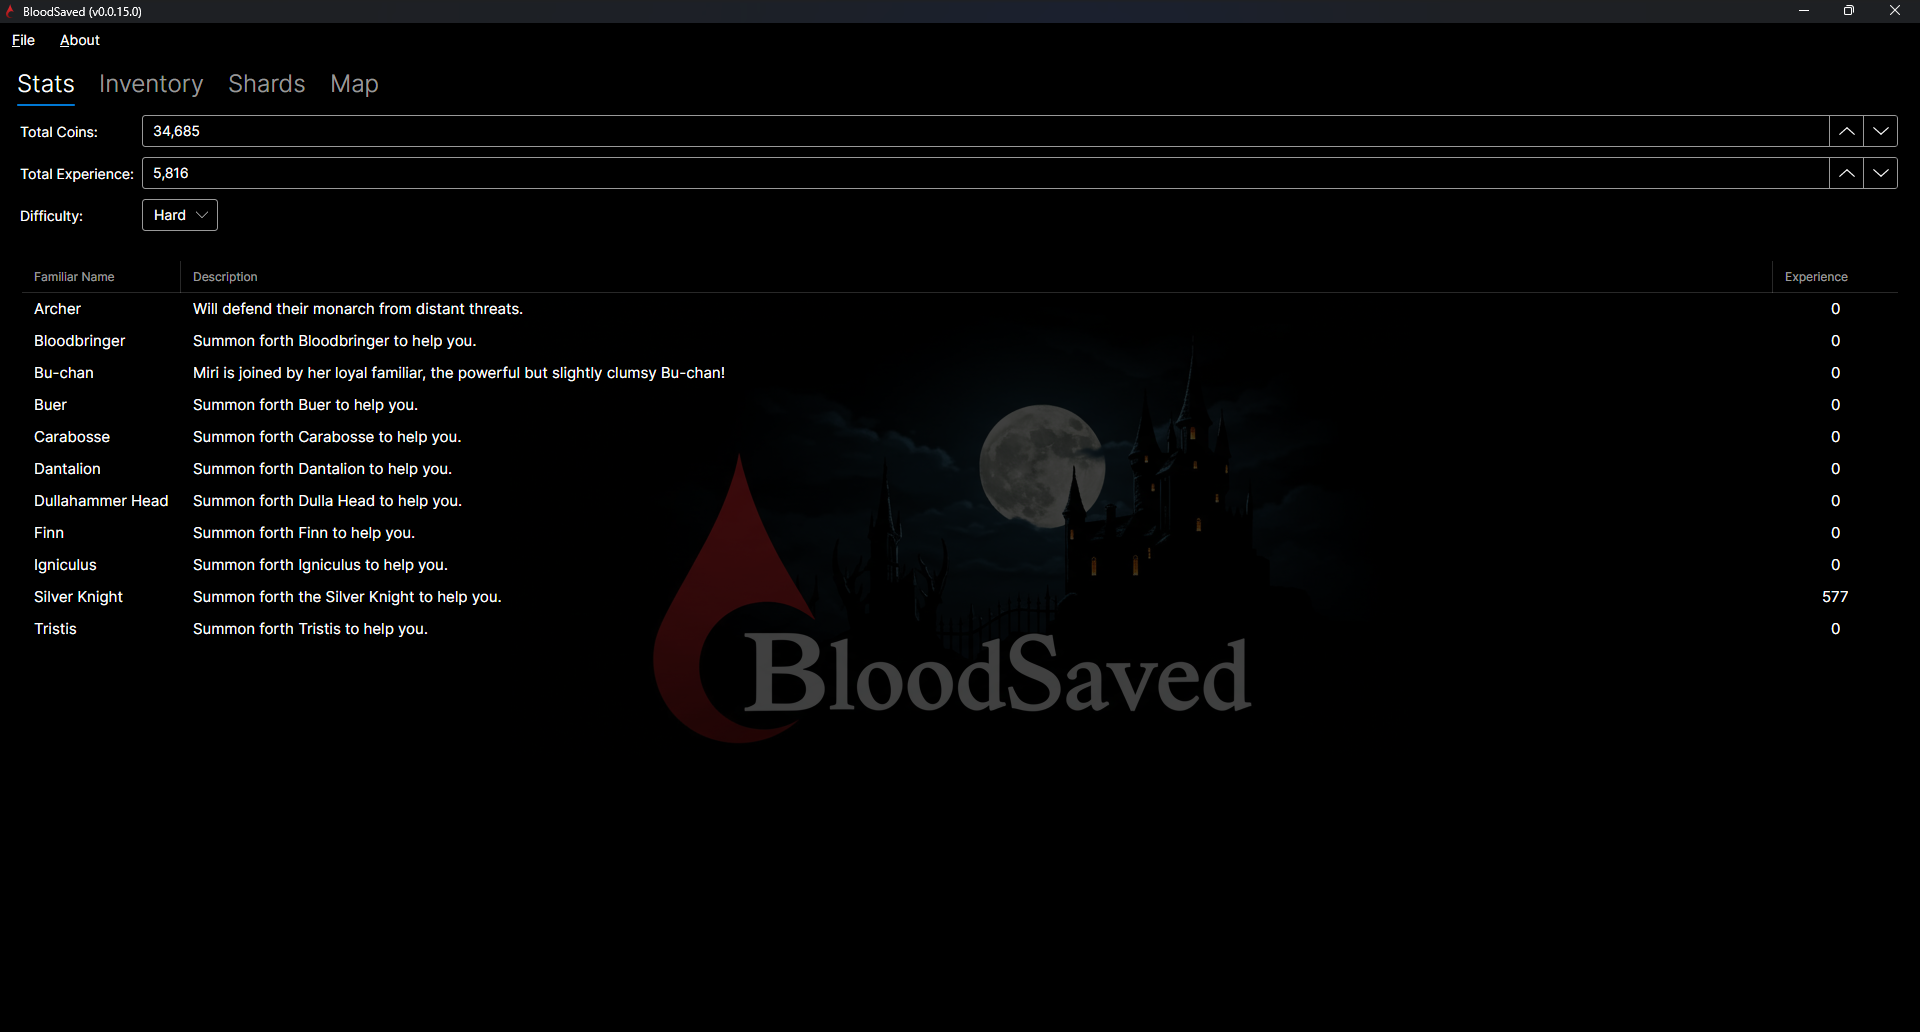 BloodSaved (v0.0.15.0)
File About
Stats Inventory Shards Map
Total Coins: 34,685
Total Experience: 5,816
Difficulty: Hard
Familiar Name Description Experience
Archer Will defend their monarch from distant threats. 0
Bloodbringer Summon forth Bloodbringer to help you. 0
Bu-chan Miri is joined by her loyal familiar, the powerful but slightly clumsy Bu-chan! 0
Buer Summon forth Buer to help you. 0
Carabosse Summon forth Carabosse to help you. 0
Dantalion Summon forth Dantalion to help you. 0
Dullahammer Head Summon forth Dulla Head to help you. 0
Finn Summon forth Finn to help you. 0
Igniculus Summon forth Igniculus to help you. 0
Silver Knight Summon forth the Silver Knight to help you. 577
Tristis Summon forth Tristis to help you. 0
BloodSaved